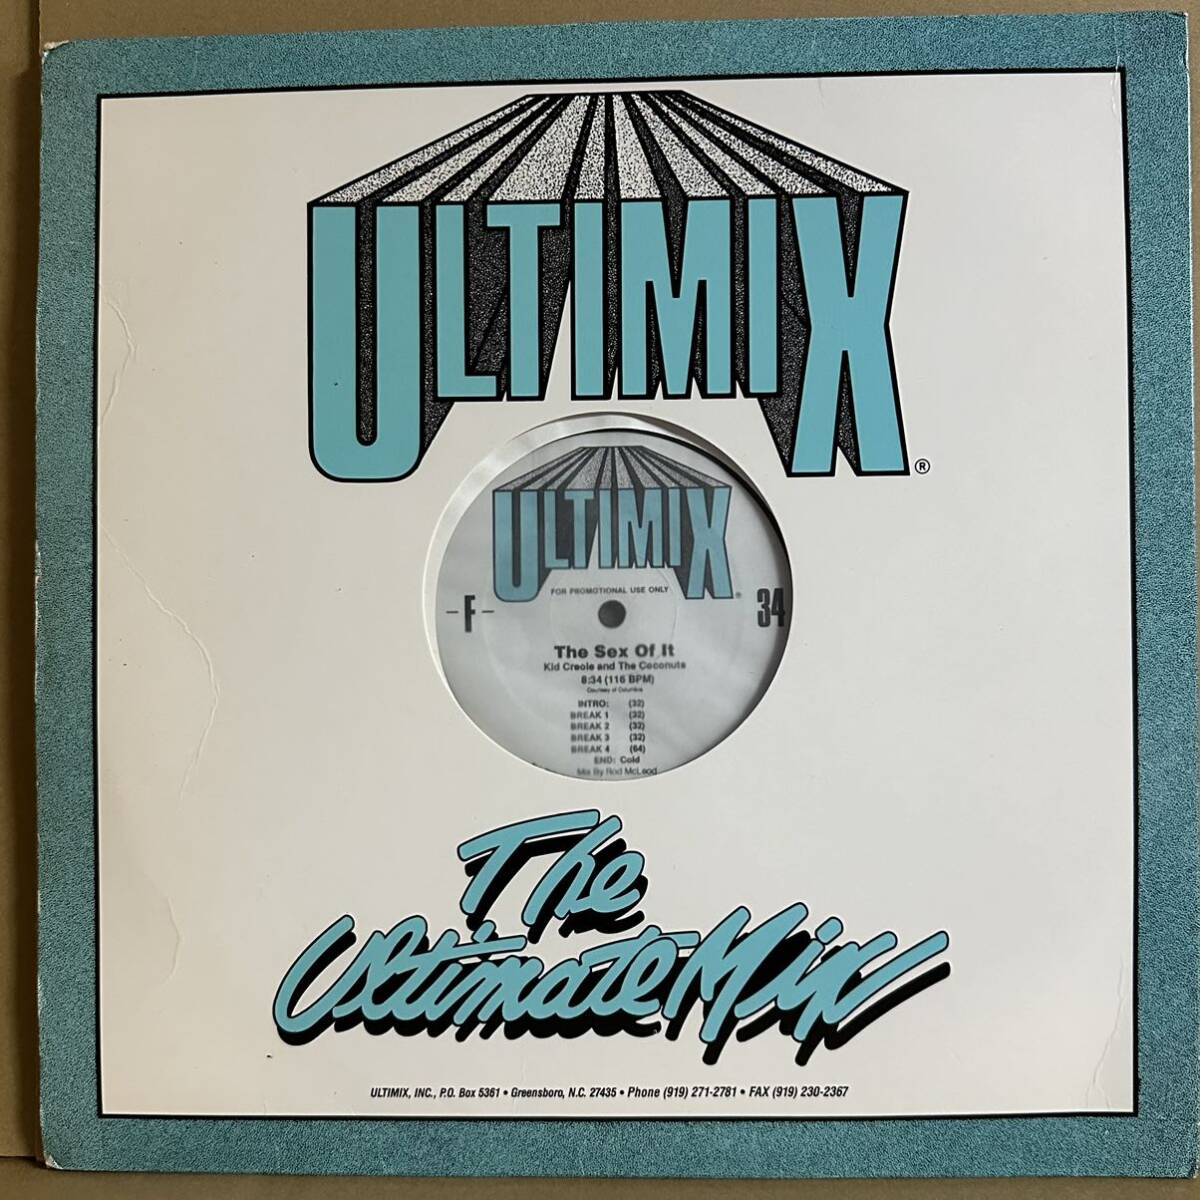 ULTIMIX®
ULTIMIX®
FOR PROMOTIONAL USE ONLY
-F- 34
The Sex Of It
Kid Creole and The Coconuts
8:34 (116 BPM)
Courtesy of Columbia
INTRO: (32)
BREAK 1 (32)
BREAK 2 (32)
BREAK 3 (32)
BREAK 4 (64)
END: Cold
Mix By Rod McLeod
The
Ultimate Mix
ULTIMIX, INC., P.O. Box 5361 • Greensboro, N.C. 27435 • Phone (919) 271-2781 • FAX (919) 230-2367